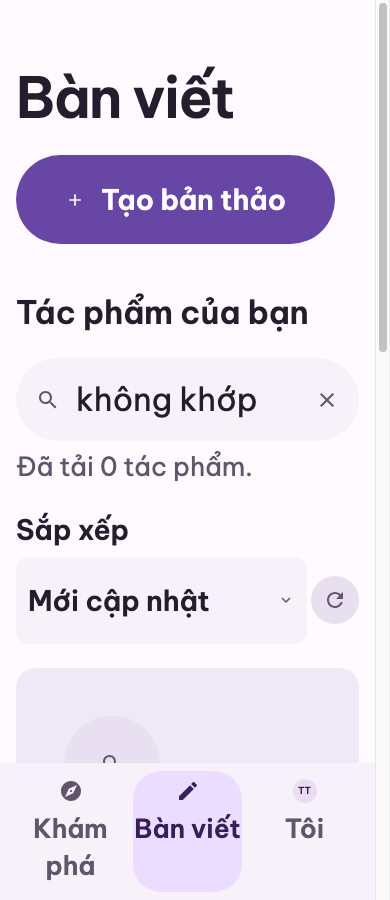 Bàn viết
Tạo bản thảo
Tác phẩm của bạn
không khớp
Đã tải 0 tác phẩm.
Sắp xếp
Mới cập nhật
Khám phá
Bàn viết
TT
Tôi